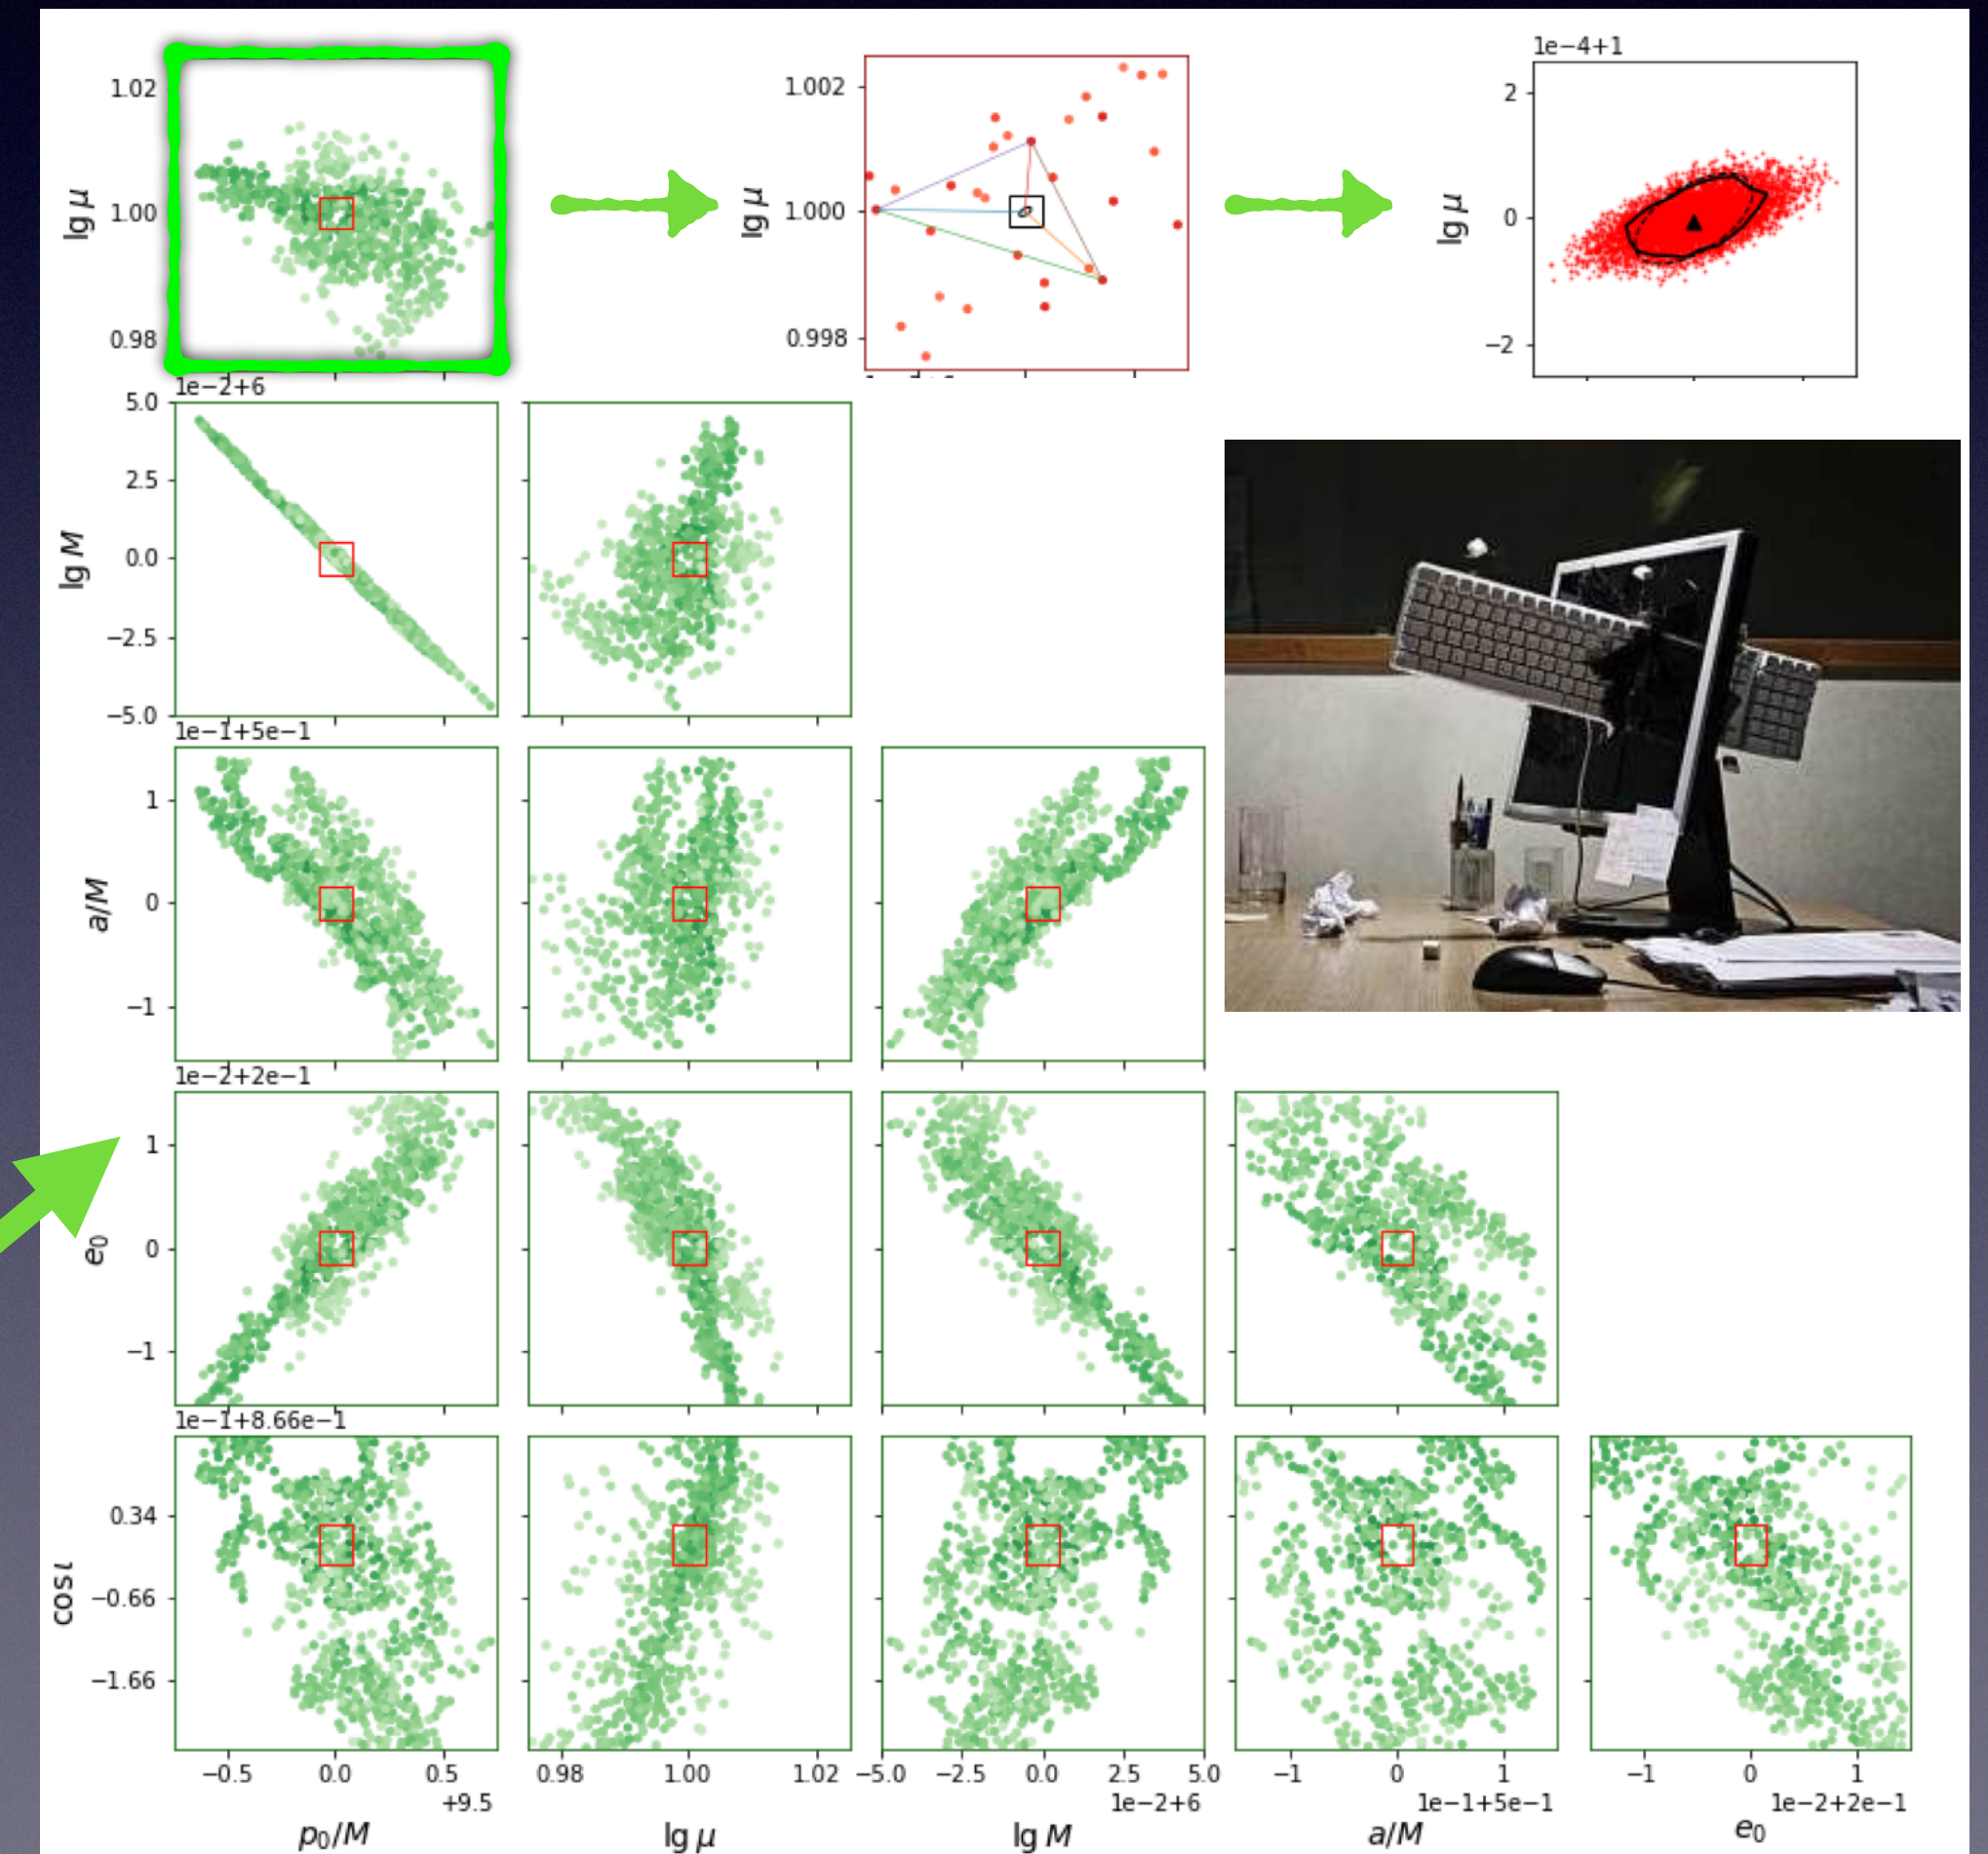 1e−4+1
1.02
1.00
0.98
lg μ
1.002
1.000
0.998
lg μ
2
0
−2
lg μ
1e−2+6
5.0
2.5
0.0
−2.5
−5.0
lg M
1e−1+5e−1
1
0
−1
a/M
1e−2+2e−1
1
0
−1
e₀
1e−1+8.66e−1
0.34
−0.66
−1.66
cos ι
−0.5 0.0 0.5 0.98 1.00 1.02 −5.0 −2.5 0.0 2.5 5.0 −1 0 1 −1 0 1
+9.5 1e−2+6 1e−1+5e−1 1e−2+2e−1
p₀/M lg μ lg M a/M e₀